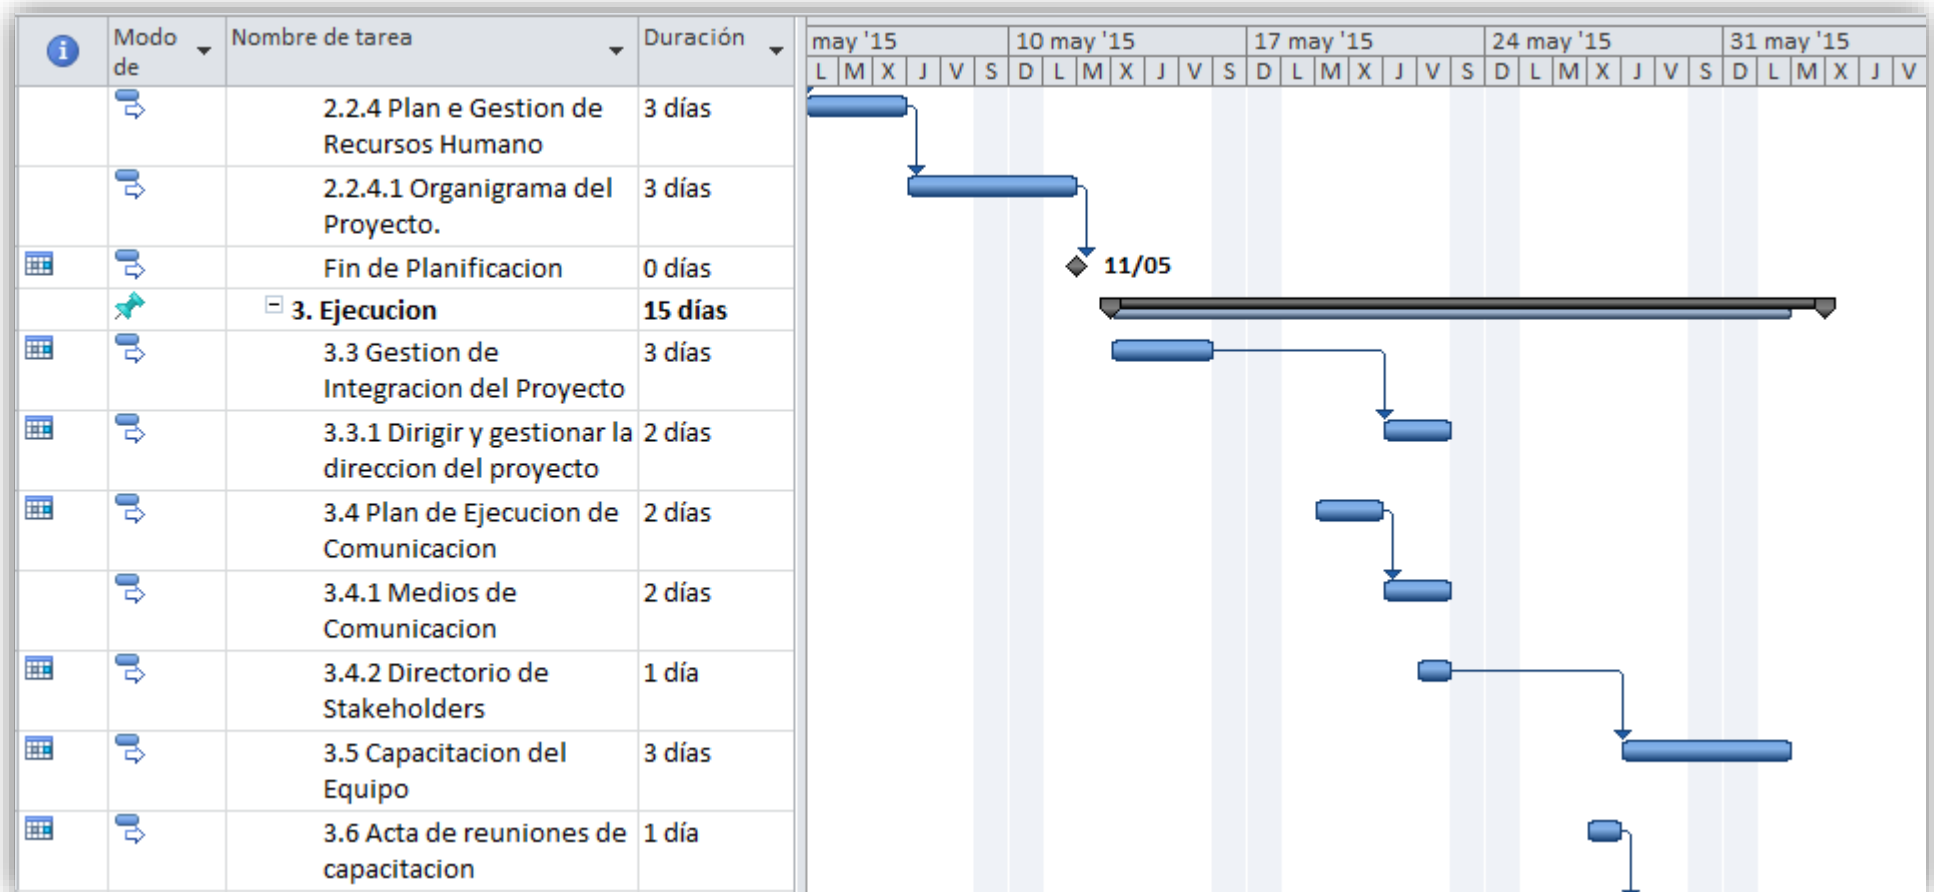 Modo de
Nombre de tarea
Duración
may '15
10 may '15
17 may '15
24 may '15
31 may '15
L M X J V S D L M X J V S D L M X J V S D L M X J V S D L M X J V
2.2.4 Plan e Gestion de
Recursos Humano
3 días
2.2.4.1 Organigrama del
Proyecto.
3 días
Fin de Planificacion
0 días
11/05
3. Ejecucion
15 días
3.3 Gestion de
Integracion del Proyecto
3 días
3.3.1 Dirigir y gestionar la
direccion del proyecto
2 días
3.4 Plan de Ejecucion de
Comunicacion
2 días
3.4.1 Medios de
Comunicacion
2 días
3.4.2 Directorio de
Stakeholders
1 día
3.5 Capacitacion del
Equipo
3 días
3.6 Acta de reuniones de
capacitacion
1 día